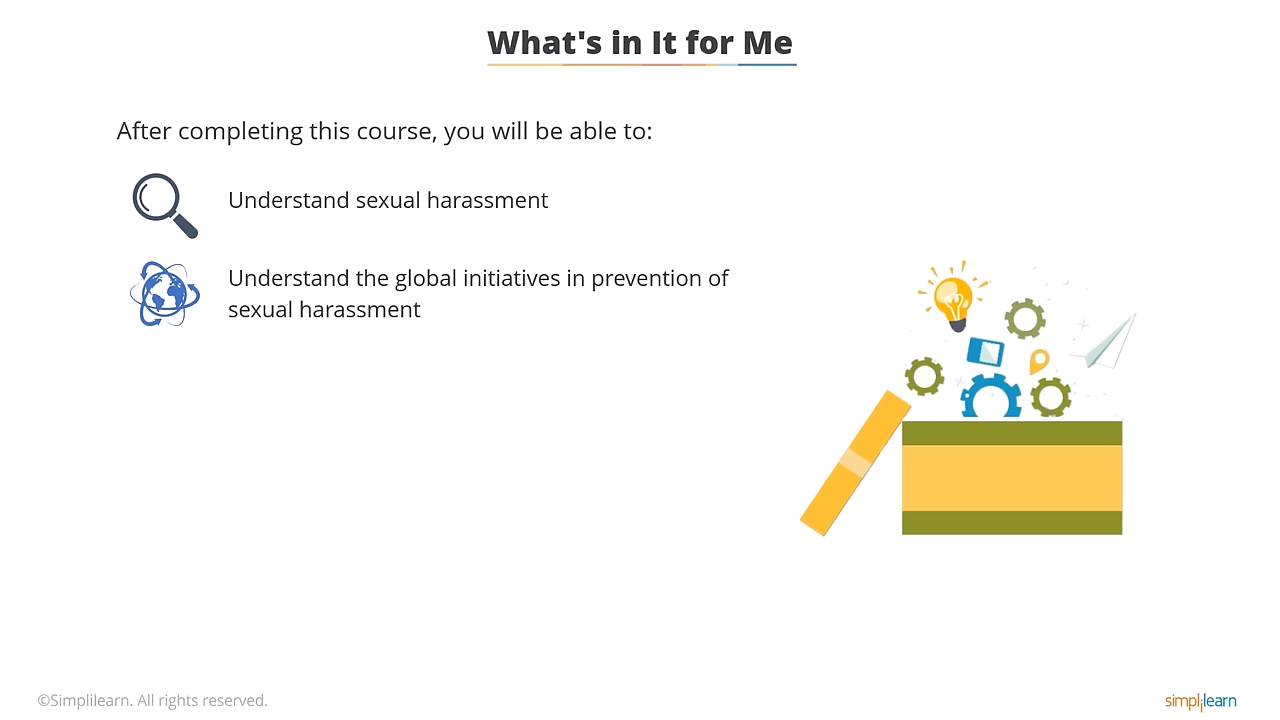 What's in It for Me
After completing this course, you will be able to:
Understand sexual harassment
Understand the global initiatives in prevention of
sexual harassment
©Simplilearn. All rights reserved.
simplilearn